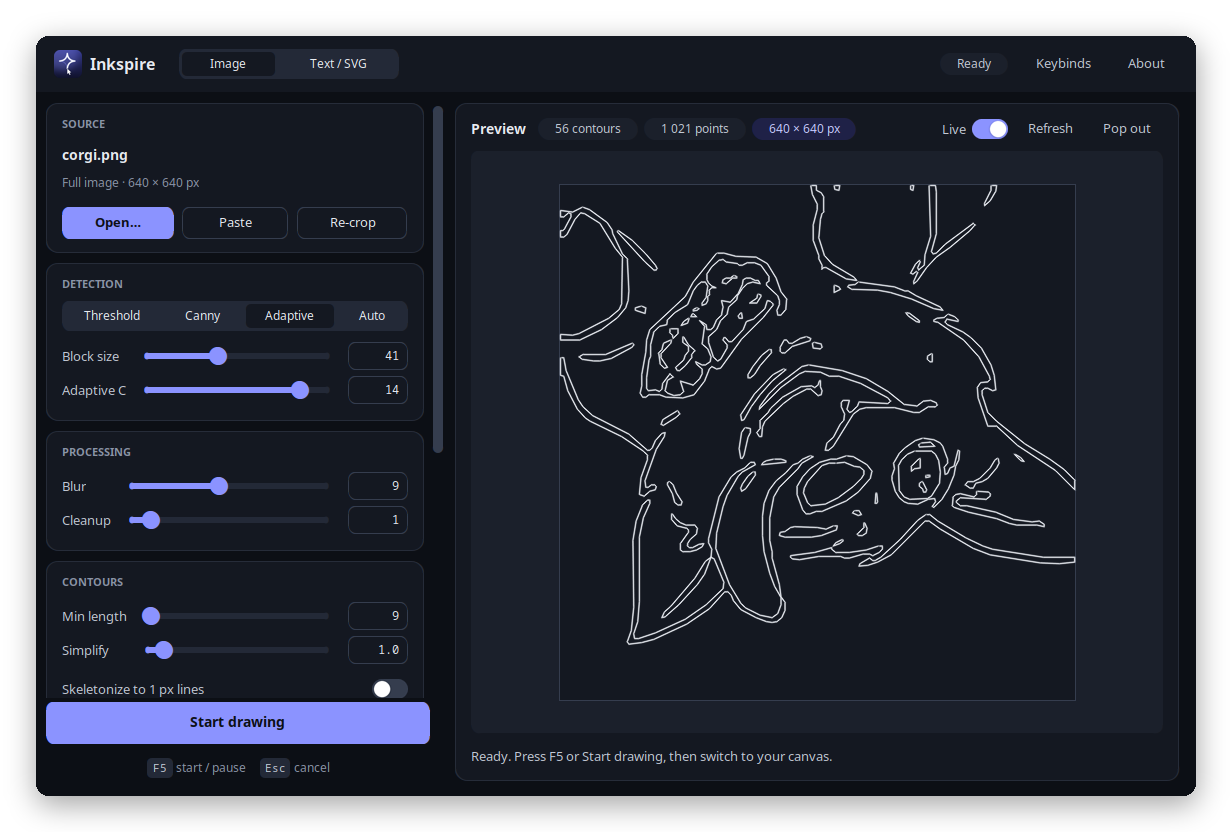 Inkspire
Image
Text / SVG
Ready
Keybinds
About
SOURCE
corgi.png
Full image · 640 × 640 px
Open...
Paste
Re-crop
DETECTION
Threshold
Canny
Adaptive
Auto
Block size
41
Adaptive C
14
PROCESSING
Blur
9
Cleanup
1
CONTOURS
Min length
9
Simplify
1.0
Skeletonize to 1 px lines
Start drawing
F5 start / pause
Esc cancel
Preview
56 contours
1 021 points
640 × 640 px
Live
Refresh
Pop out
Ready. Press F5 or Start drawing, then switch to your canvas.